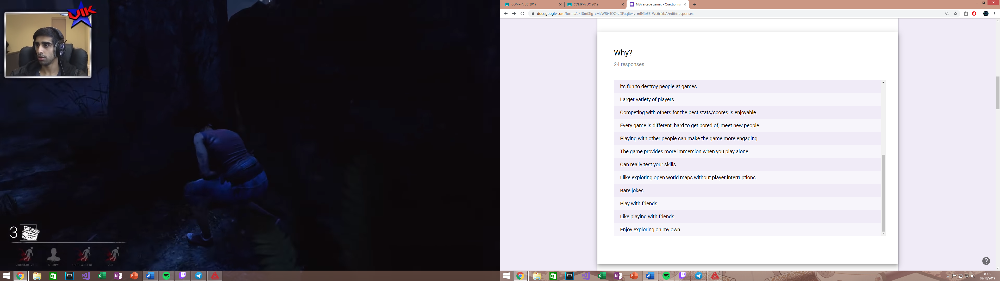 VIK
3
VIKKSTAR123
STIMPY
KSI-OLAJIDEBT
ZRK
COMP-A UC 2019
COMP-A UC 2019
NEA arcade games - Questionna
docs.google.com/forms/d/18mf3ig-cMcWRi4JQOrzDFaq6e4y-mBGpEE_Wc6rfxbA/edit#responses
Why?
24 responses
its fun to destroy people at games
Larger variety of players
Competing with others for the best stats/scores is enjoyable.
Every game is different, hard to get bored of, meet new people
Playing with other people can make the game more engaging.
The game provides more immersion when you play alone.
Can really test your skills
I like exploring open world maps without player interruptions.
Bare jokes
Play with friends
Like playing with friends.
Enjoy exploring on my own
00:19
02/10/2019